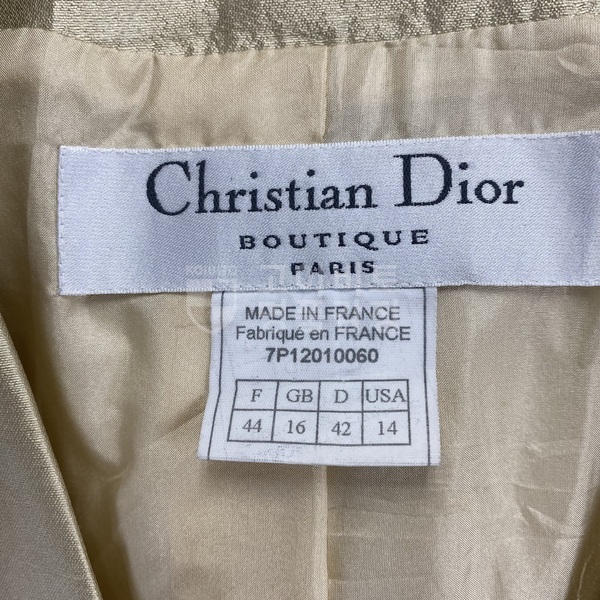 Christian Dior
BOUTIQUE
PARIS
MADE IN FRANCE
Fabriqué en FRANCE
7P12010060
F GB D USA
44 16 42 14